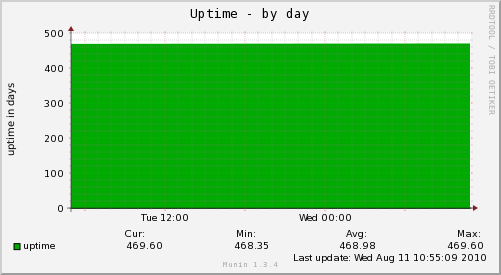 Uptime - by day
RRDTOOL / TOBI OETIKER
uptime in days
500
400
300
200
100
0
Tue 12:00 Wed 00:00
Cur: Min: Avg: Max:
uptime 469.60 468.35 468.98 469.60
Last update: Wed Aug 11 10:55:09 2010
Munin 1.3.4